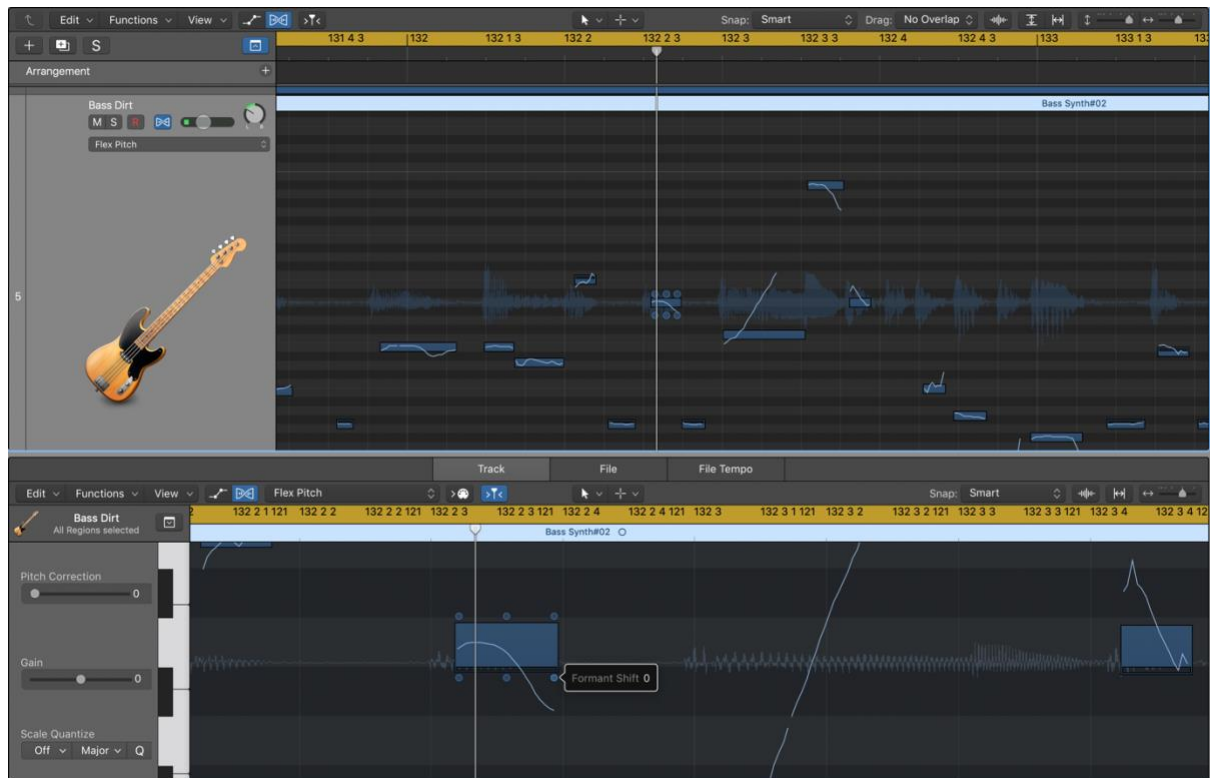 Edit Functions View Snap: Smart Drag: No Overlap
S 131 4 3 132 132 1 3 132 2 132 2 3 132 3 132 3 3 132 4 132 4 3 133 133 1 3 133
Arrangement
Bass Dirt Bass Synth#02
M S R
Flex Pitch
5
Track File File Tempo
Edit Functions View Flex Pitch Snap: Smart
Bass Dirt 2 132 2 1 121 132 2 2 132 2 2 121 132 2 3 132 2 3 121 132 2 4 132 2 4 121 132 3 132 3 1 121 132 3 2 132 3 2 121 132 3 3 132 3 3 121 132 3 4 132 3 4 12
All Regions selected Bass Synth#02
Pitch Correction
0
Gain
0
Formant Shift 0
Scale Quantize
Off Major Q